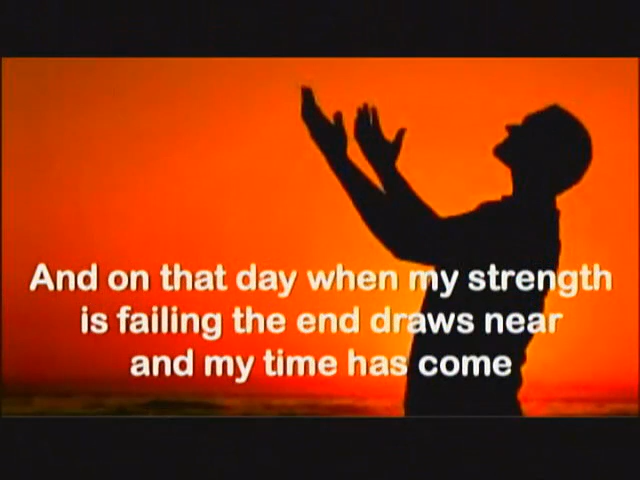 And on that day when my strength
is failing the end draws near
and my time has come